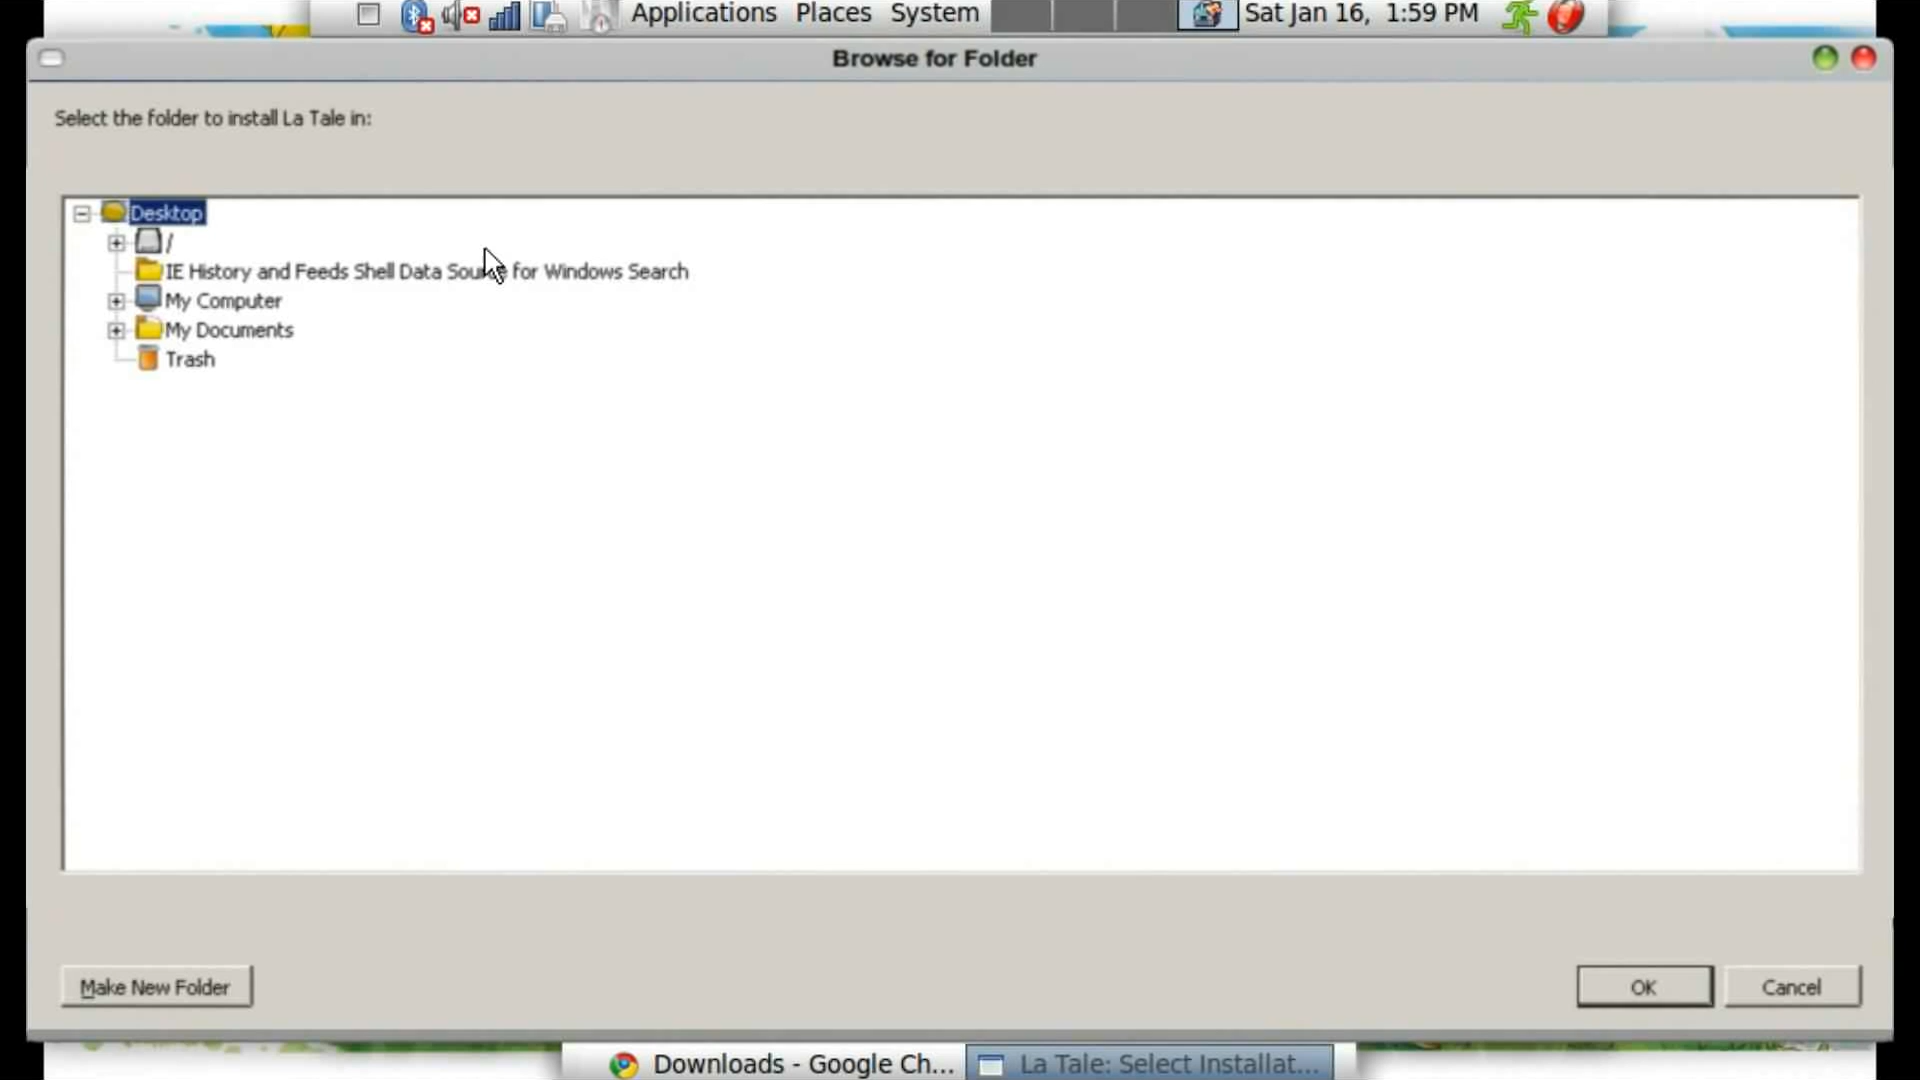 Applications Places System Sat Jan 16, 1:59 PM
Browse for Folder
Select the folder to install La Tale in:
Desktop
/
IE History and Feeds Shell Data Source for Windows Search
My Computer
My Documents
Trash
Make New Folder OK Cancel
Downloads - Google Ch... La Tale: Select Installat...